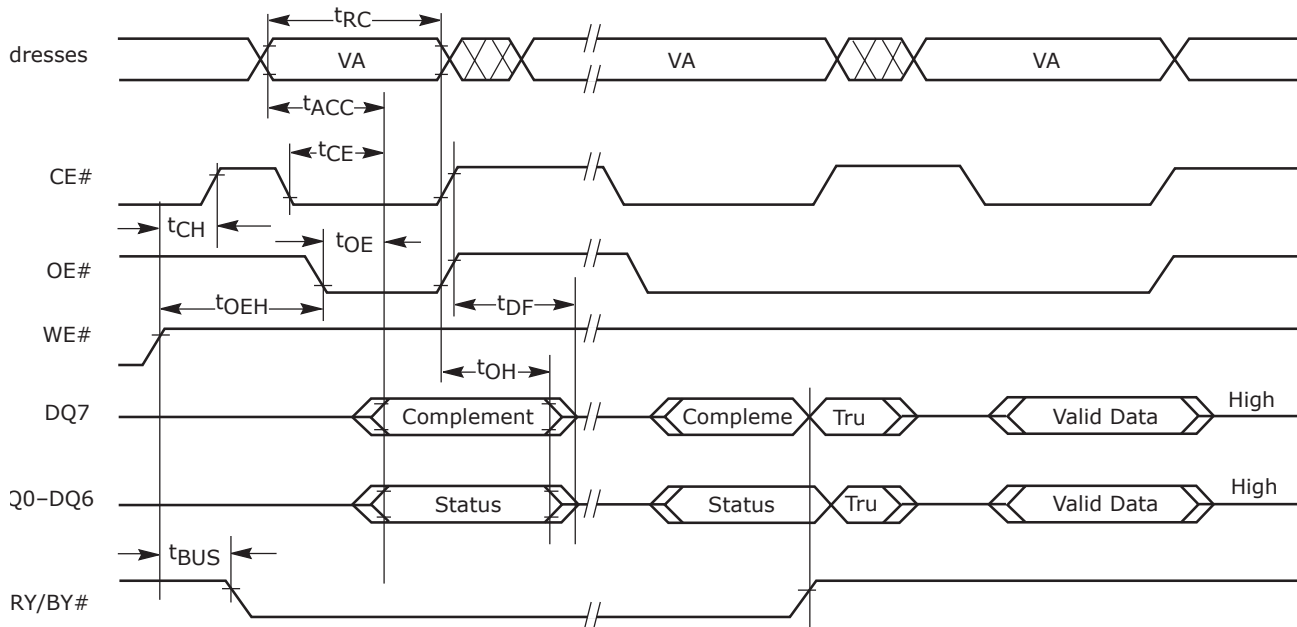 tRC
dresses
VA
VA
VA
tACC
tCE
CE#
tCH
tOE
OE#
tOEH
tDF
WE#
tOH
DQ7
Complement
Compleme
Tru
Valid Data
High
Q0–DQ6
Status
Status
Tru
Valid Data
High
tBUS
RY/BY#